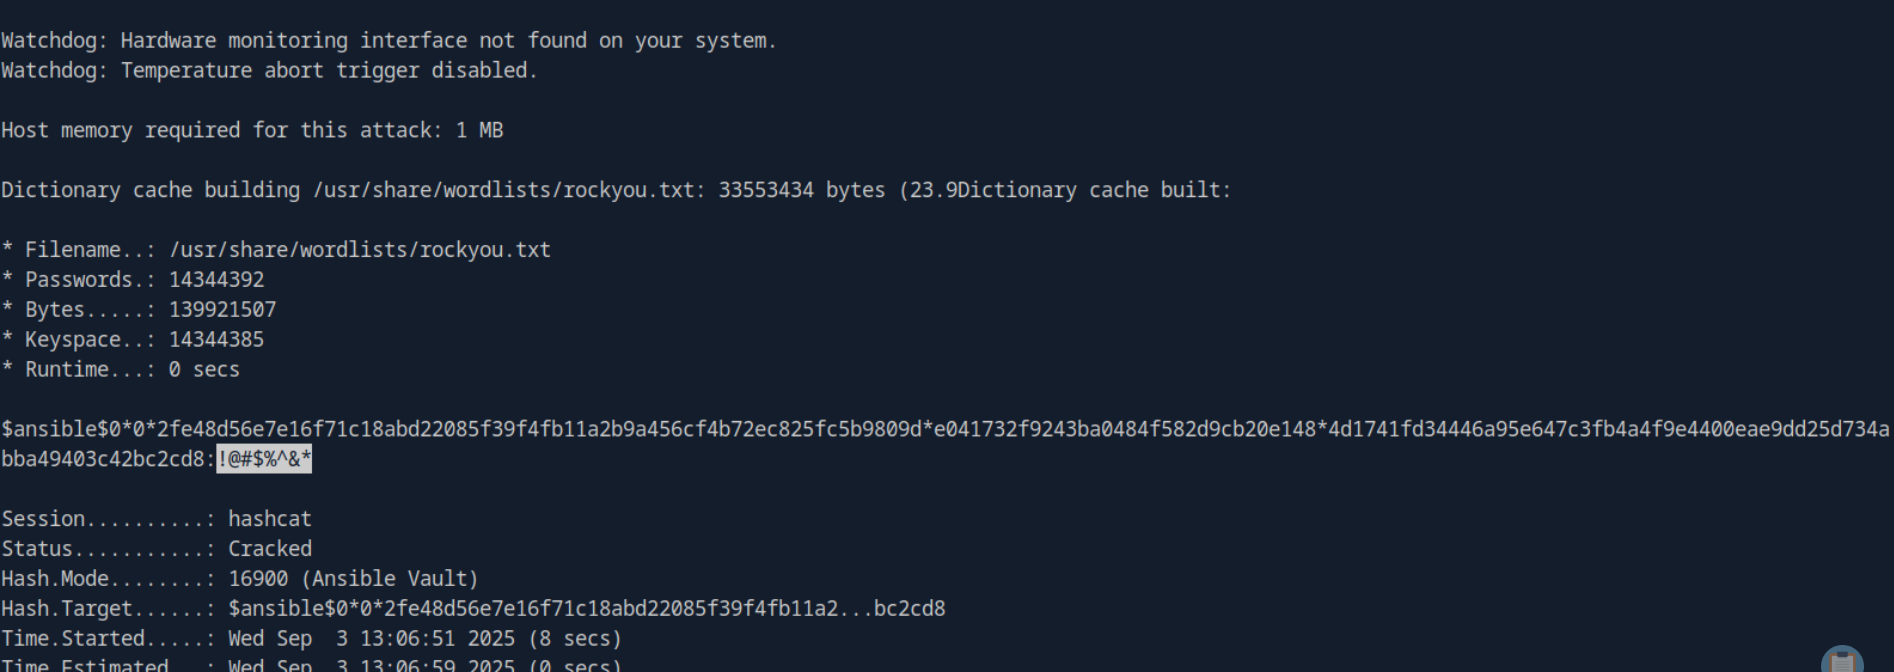 Watchdog: Hardware monitoring interface not found on your system.
Watchdog: Temperature abort trigger disabled.
Host memory required for this attack: 1 MB
Dictionary cache building /usr/share/wordlists/rockyou.txt: 33553434 bytes (23.9Dictionary cache built:
* Filename..: /usr/share/wordlists/rockyou.txt
* Passwords.: 14344392
* Bytes.....: 139921507
* Keyspace..: 14344385
* Runtime...: 0 secs
$ansible$0*0*2fe48d56e7e16f71c18abd22085f39f4fb11a2b9a456cf4b72ec825fc5b9809d*e041732f9243ba0484f582d9cb20e148*4d1741fd34446a95e647c3fb4a4f9e4400eae9dd25d734a
bba49403c42bc2cd8:!@#$%^&*
Session..........: hashcat
Status...........: Cracked
Hash.Mode........: 16900 (Ansible Vault)
Hash.Target......: $ansible$0*0*2fe48d56e7e16f71c18abd22085f39f4fb11a2...bc2cd8
Time.Started.....: Wed Sep  3 13:06:51 2025 (8 secs)
Time.Estimated...: Wed Sep  3 13:06:59 2025 (0 secs)